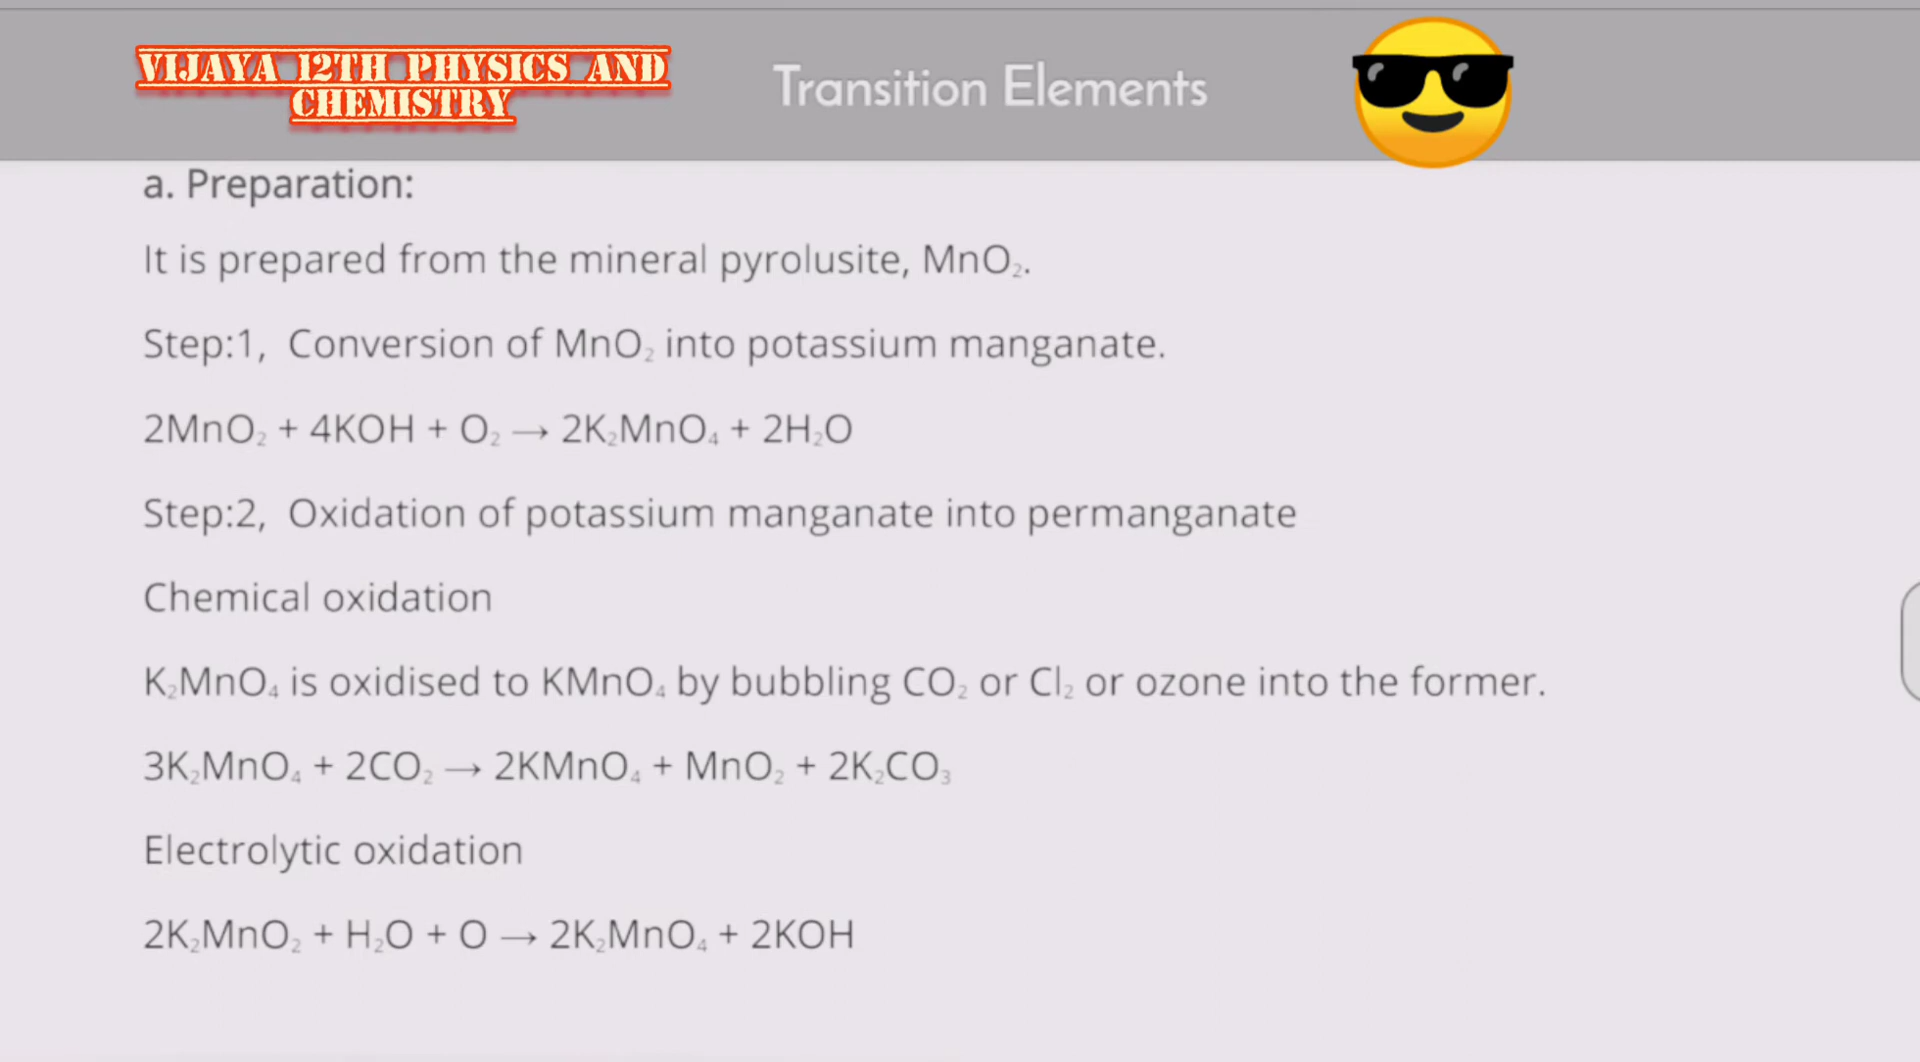 VIJAYA 12TH PHYSICS AND
CHEMISTRY
Transition Elements
a. Preparation:
It is prepared from the mineral pyrolusite, MnO₂.
Step:1, Conversion of MnO₂ into potassium manganate.
2MnO₂ + 4KOH + O₂ → 2K₂MnO₄ + 2H₂O
Step:2, Oxidation of potassium manganate into permanganate
Chemical oxidation
K₂MnO₄ is oxidised to KMnO₄ by bubbling CO₂ or Cl₂ or ozone into the former.
3K₂MnO₄ + 2CO₂ → 2KMnO₄ + MnO₂ + 2K₂CO₃
Electrolytic oxidation
2K₂MnO₂ + H₂O + O → 2K₂MnO₄ + 2KOH